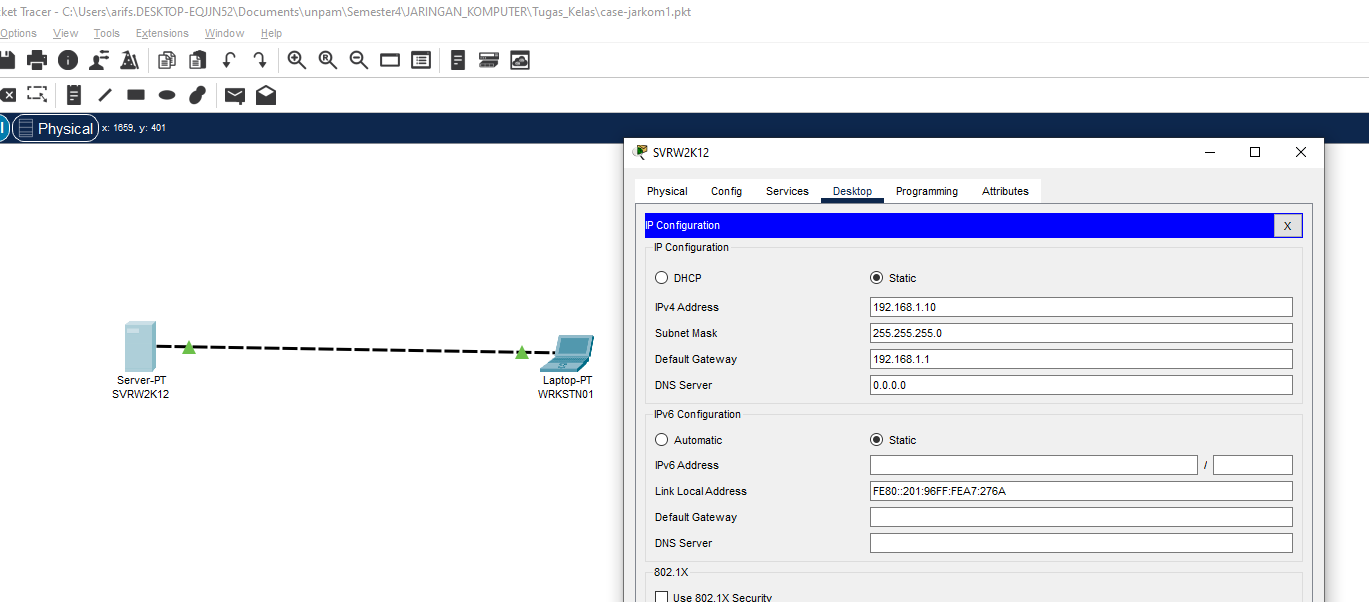 ket Tracer - C:\Users\arifs.DESKTOP-EQJJN52\Documents\unpam\Semester4\JARINGAN_KOMPUTER\Tugas_Kelas\case-jarkom1.pkt
Options View Tools Extensions Window Help
Physical x: 1659, y: 401
SVRW2K12
Physical Config Services Desktop Programming Attributes
IP Configuration X
IP Configuration
DHCP Static
IPv4 Address 192.168.1.10
Subnet Mask 255.255.255.0
Default Gateway 192.168.1.1
DNS Server 0.0.0.0
IPv6 Configuration
Automatic Static
IPv6 Address /
Link Local Address FE80::201:96FF:FEA7:276A
Default Gateway
DNS Server
802.1X
Use 802.1X Security
Server-PT
SVRW2K12
Laptop-PT
WRKSTN01